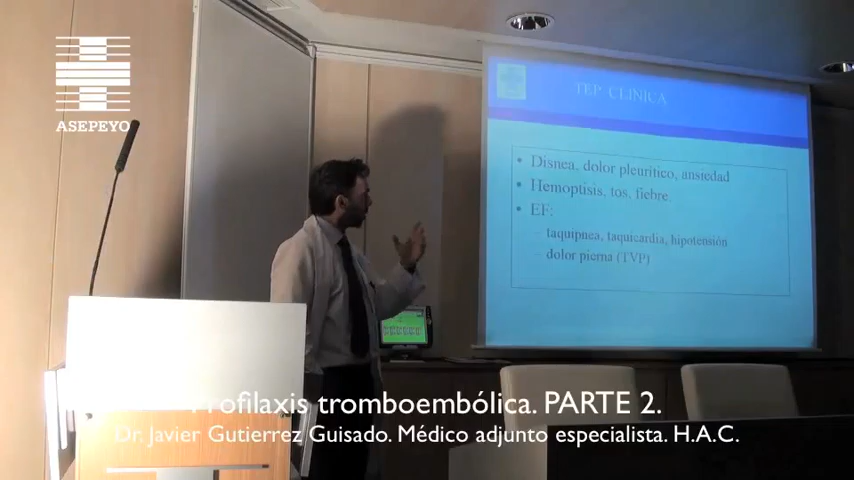 ASEPEYO
TEP CLINICA
• Disnea, dolor pleurítico, ansiedad
• Hemoptisis, tos, fiebre
• EF:
– taquipnea, taquicardia, hipotensión
dolor pierna (TVP)
Profilaxis tromboembólica. PARTE 2.
Dr. Javier Gutierrez Guisado. Médico adjunto especialista. H.A.C.